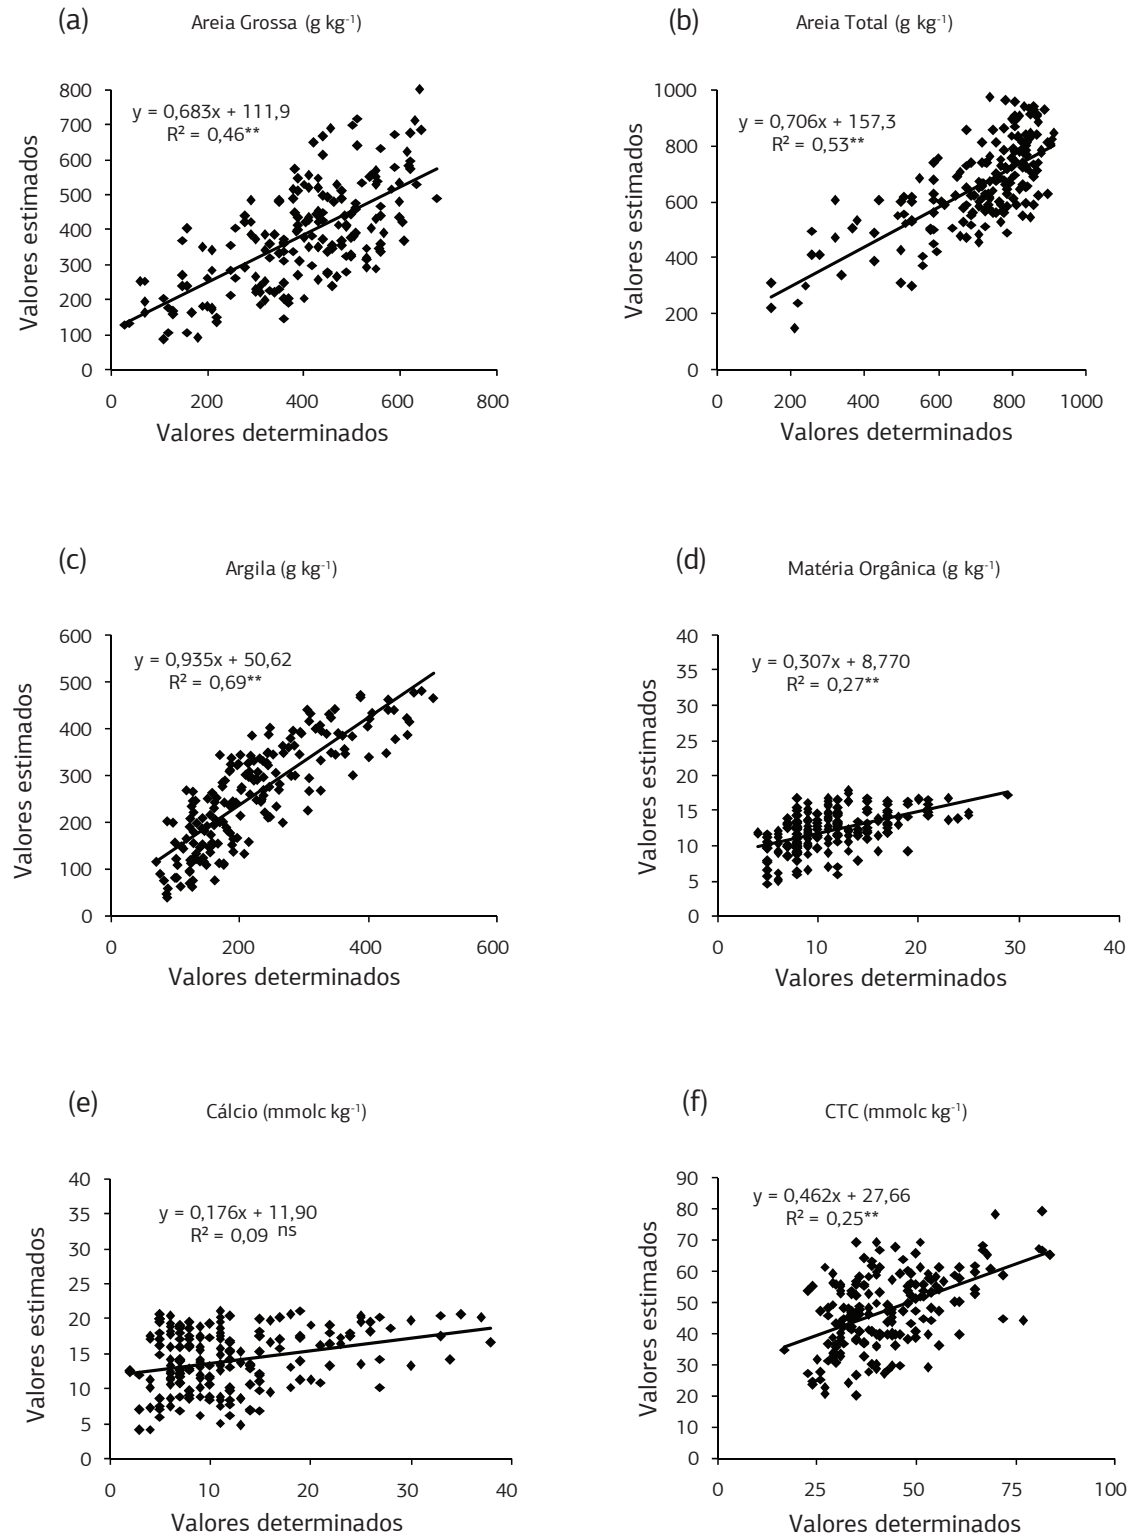 (a)
Areia Grossa (g kg⁻¹)
y = 0,683x + 111,9
R² = 0,46**
Valores estimados
800
700
600
500
400
300
200
100
0
0 200 400 600 800
Valores determinados
(b)
Areia Total (g kg⁻¹)
y = 0,706x + 157,3
R² = 0,53**
Valores estimados
1000
800
600
400
200
0
0 200 400 600 800 1000
Valores determinados
(c)
Argila (g kg⁻¹)
y = 0,935x + 50,62
R² = 0,69**
Valores estimados
600
500
400
300
200
100
0
0 200 400 600
Valores determinados
(d)
Matéria Orgânica (g kg⁻¹)
y = 0,307x + 8,770
R² = 0,27**
Valores estimados
40
35
30
25
20
15
10
5
0
0 10 20 30 40
Valores determinados
(e)
Cálcio (mmolc kg⁻¹)
y = 0,176x + 11,90
R² = 0,09 ns
Valores estimados
40
35
30
25
20
15
10
5
0
0 10 20 30 40
Valores determinados
(f)
CTC (mmolc kg⁻¹)
y = 0,462x + 27,66
R² = 0,25**
Valores estimados
90
80
70
60
50
40
30
20
10
0
0 25 50 75 100
Valores determinados